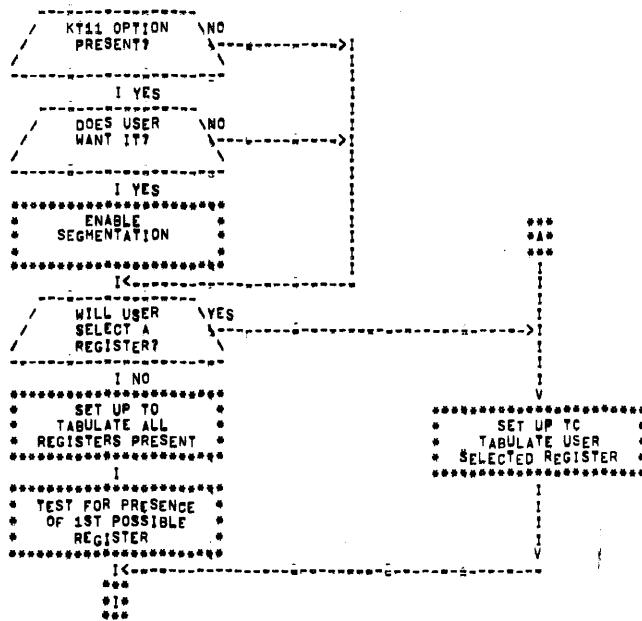 KT11 OPTION NO
PRESENT?
I YES
DOES USER NO
WANT IT?
I YES
ENABLE
SEGMENTATION
*A*
WILL USER YES
SELECT A
REGISTER?
I NO
SET UP TO
TABULATE ALL
REGISTERS PRESENT
SET UP TO
TABULATE USER
SELECTED REGISTER
I
TEST FOR PRESENCE
OF 1ST POSSIBLE
REGISTER
*I*